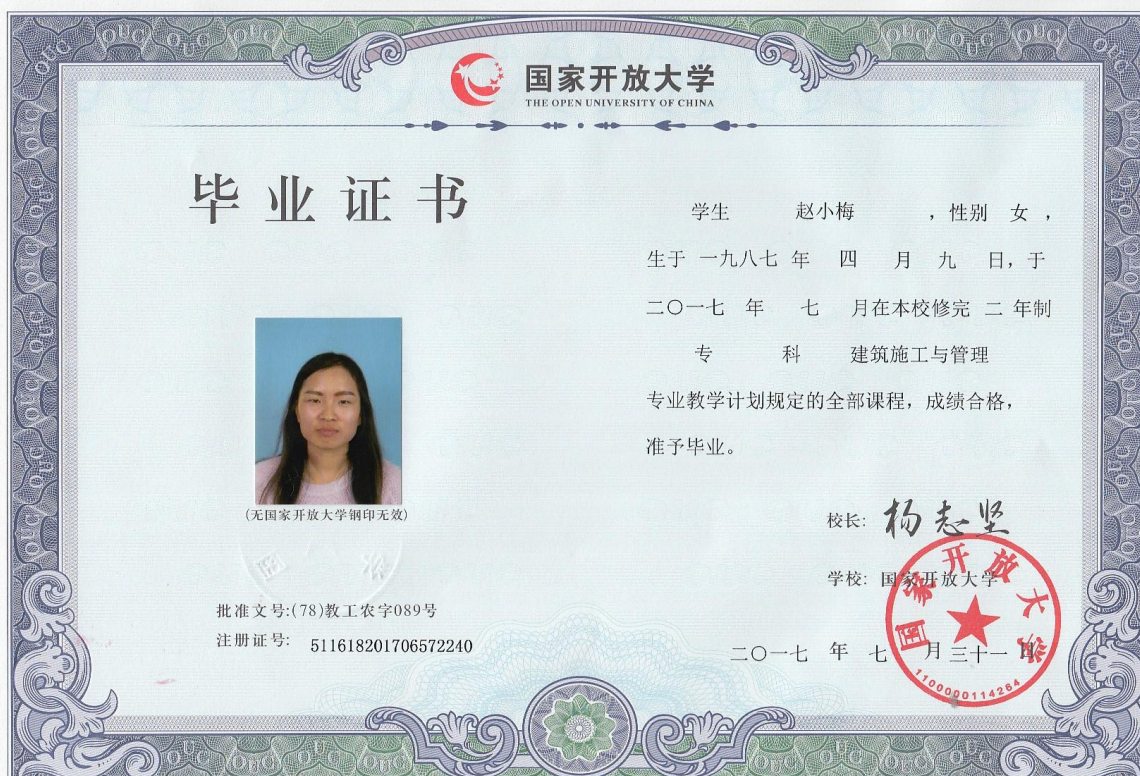 国家开放大学
THE OPEN UNIVERSITY OF CHINA
毕业证书
学生 赵小梅 ，性别 女 ，
生于 一九八七 年 四 月 九 日，于
二〇一七 年 七 月在本校修完 二 年制
专 科 建筑施工与管理
专业教学计划规定的全部课程，成绩合格，
准予毕业。
(无国家开放大学钢印无效)
批准文号:(78)教工农字089号
注册证号: 511618201706572240
校长: 杨志坚
学校: 国家开放大学
二〇一七 年 七 月 三十一 日
国家开放大学
1100000114264